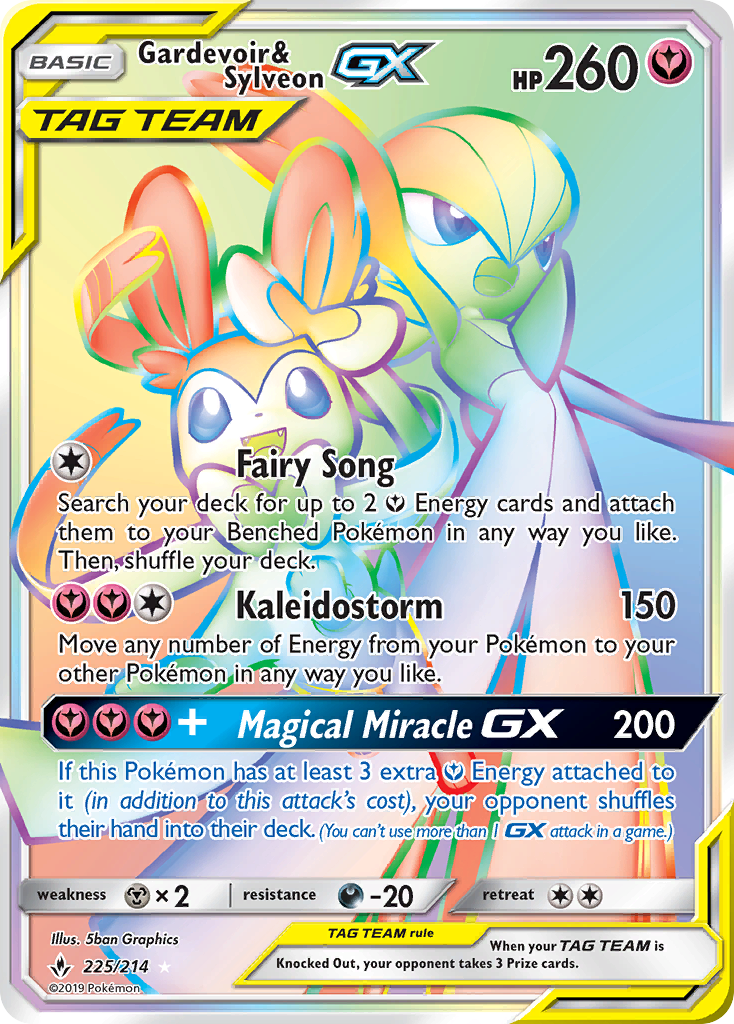 BASIC Gardevoir& Sylveon GX HP 260
TAG TEAM
Fairy Song
Search your deck for up to 2 Energy cards and attach
them to your Benched Pokémon in any way you like.
Then, shuffle your deck.
Kaleidostorm 150
Move any number of Energy from your Pokémon to your
other Pokémon in any way you like.
+ Magical Miracle GX 200
If this Pokémon has at least 3 extra Energy attached to
it (in addition to this attack's cost), your opponent shuffles
their hand into their deck. (You can't use more than 1 GX attack in a game.)
weakness ×2 resistance -20 retreat
Illus. 5ban Graphics
225/214
©2019 Pokémon
TAG TEAM rule
When your TAG TEAM is
Knocked Out, your opponent takes 3 Prize cards.